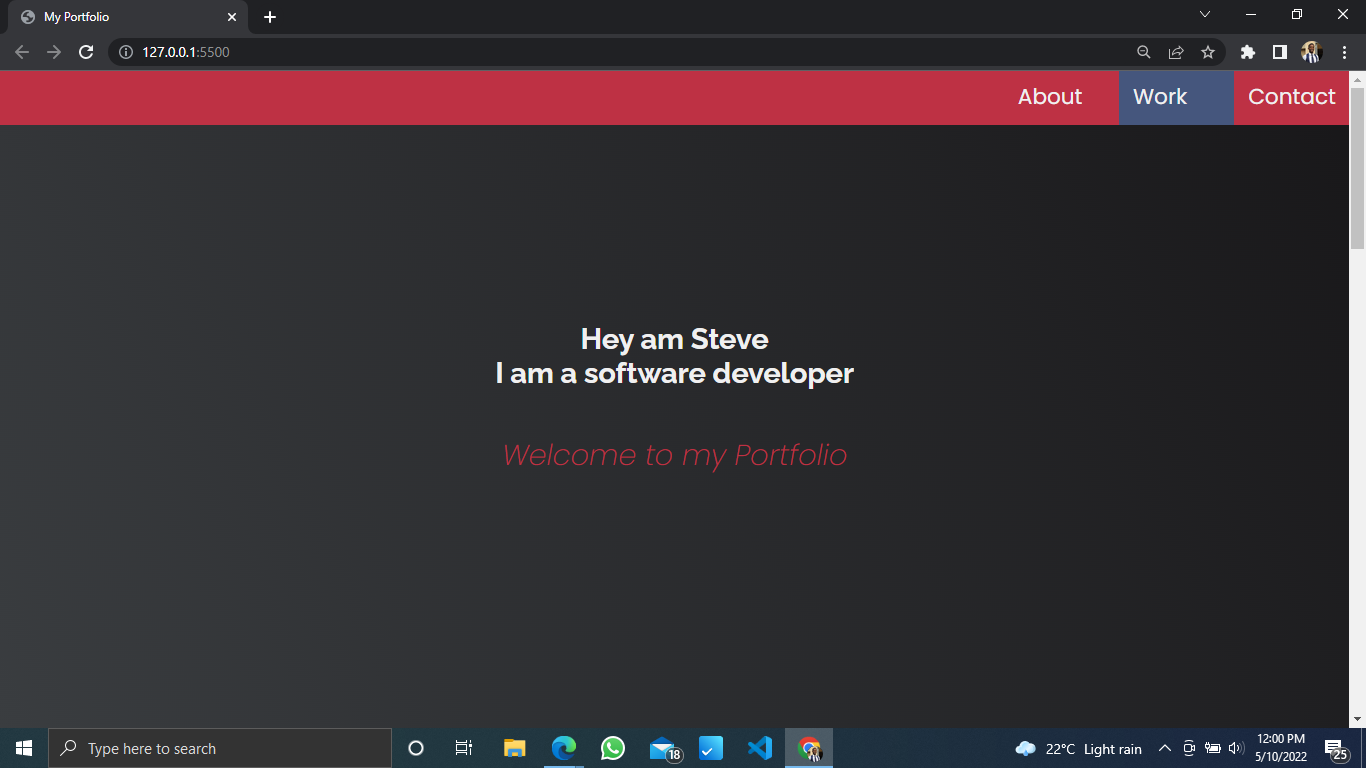 My Portfolio
127.0.0.1:5500
About
Work
Contact
Hey am Steve
I am a software developer
Welcome to my Portfolio
Type here to search
18
22°C Light rain
12:00 PM
5/10/2022
25